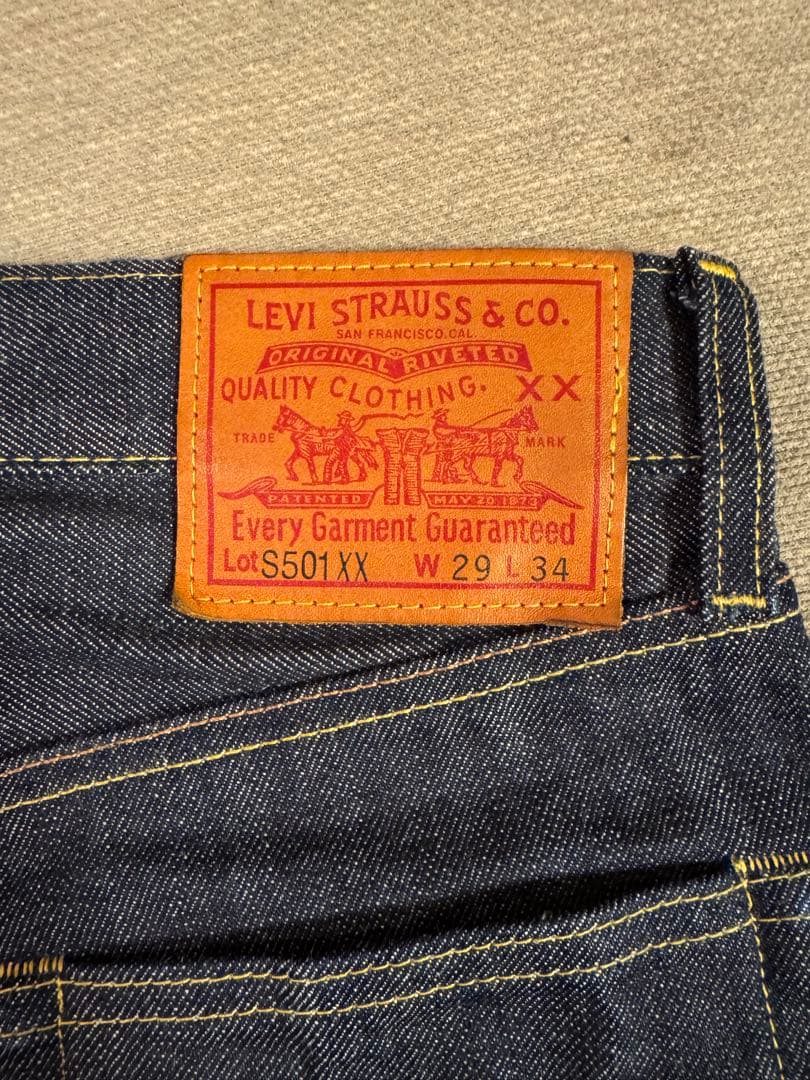 LEVI STRAUSS & CO.
SAN FRANCISCO.CAL.
ORIGINAL RIVETED
QUALITY CLOTHING. XX
TRADE MARK
PATENTED MAY 20 1873
Every Garment Guaranteed
Lot S501XX W 29 L 34